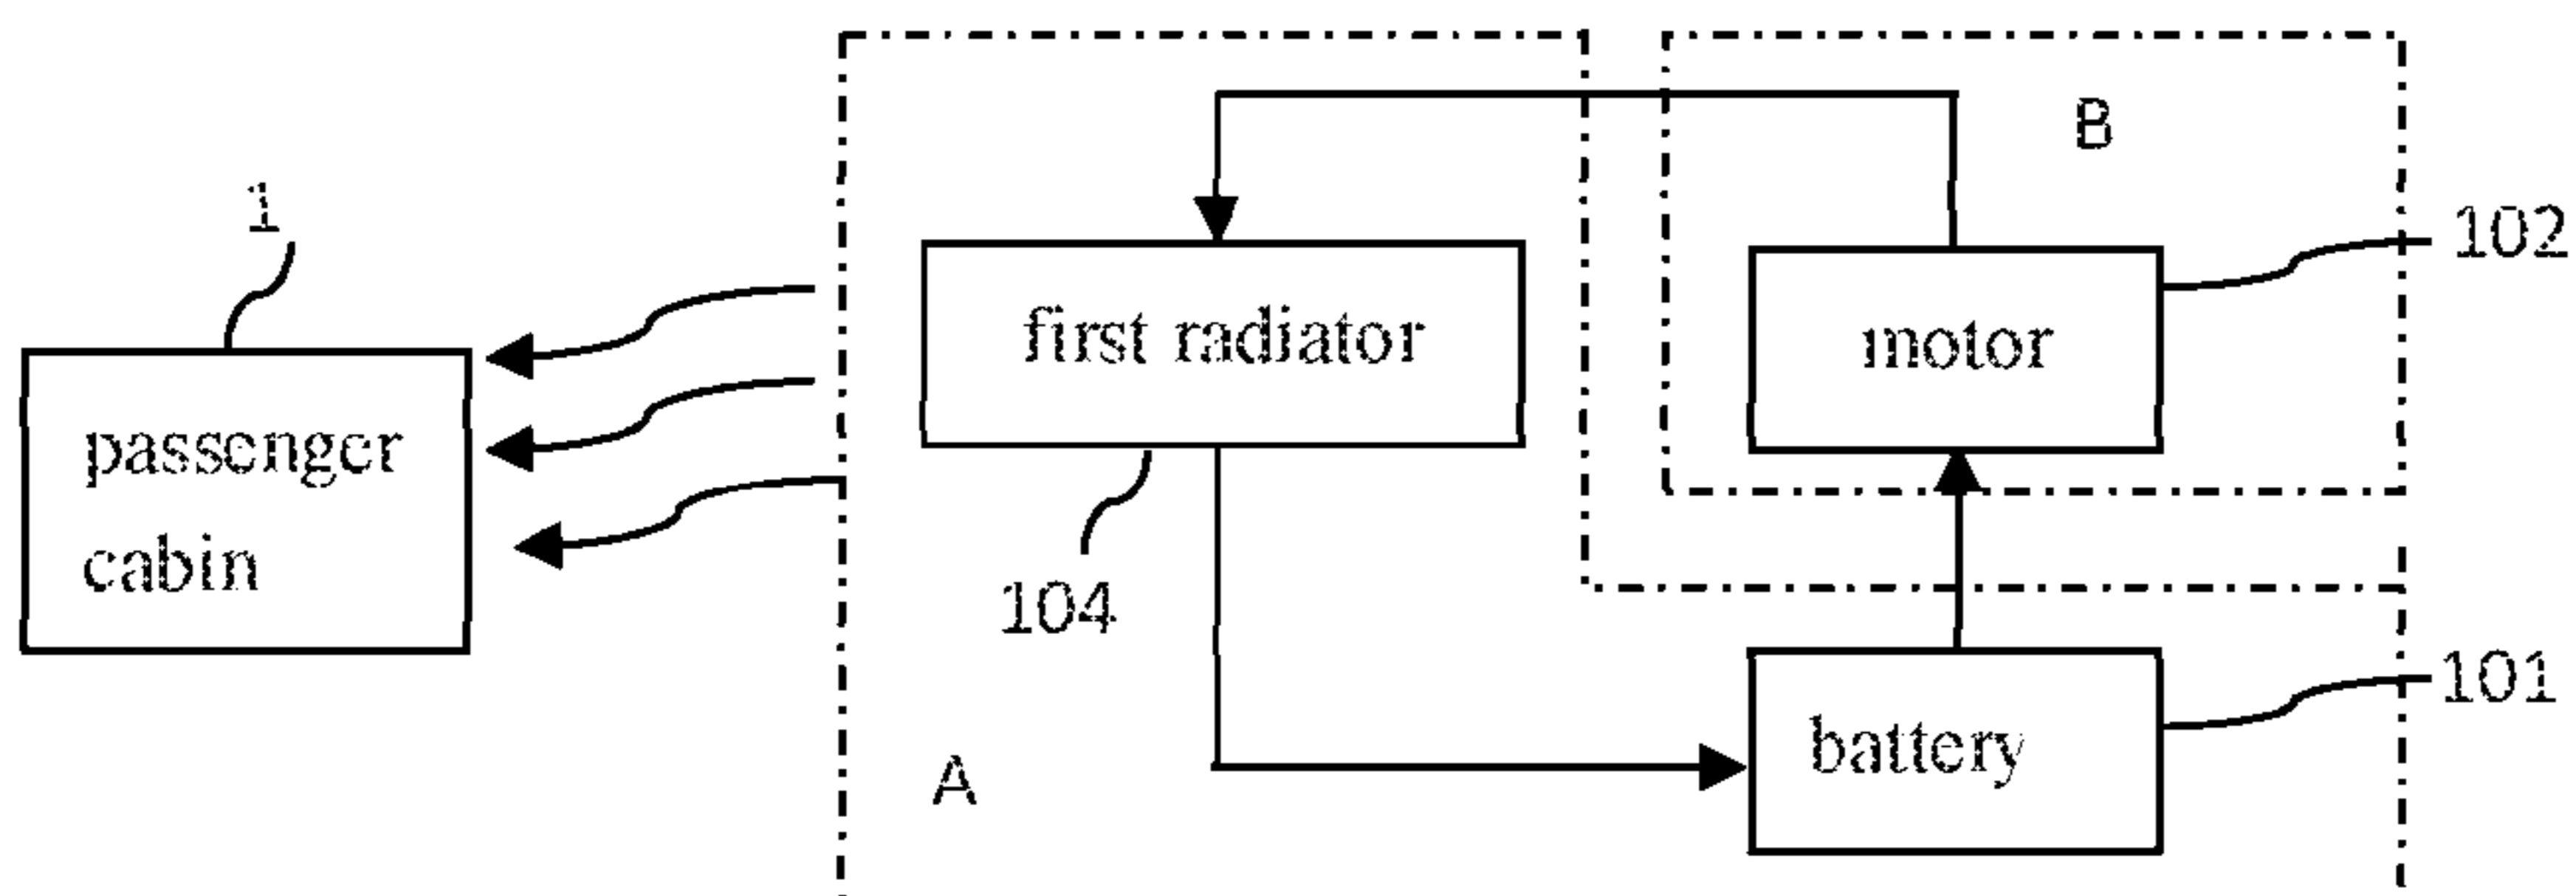 B
1
102
first radiator
motor
passenger
cabin
104
101
battery
A